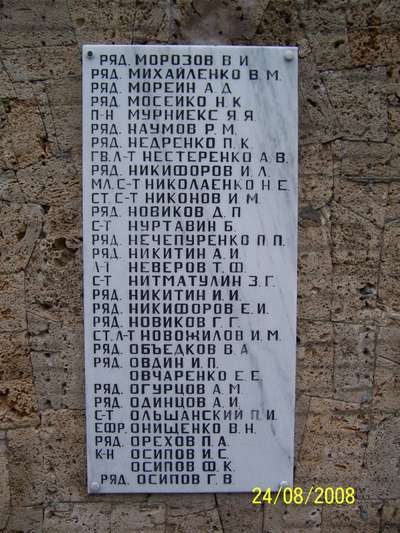 РЯД. МОРОЗОВ В.И
РЯД. МИХАЙЛЕНКО В.М.
РЯД. МОРЕИН А.Д
РЯД. МОСЕЙКО Н.К
П-Н МУРНИЕКС Я.Я
РЯД. НАУМОВ Р.М.
РЯД. НЕДРЕНКО П.К.
ГВ.Л-Т НЕСТЕРЕНКО А.В.
РЯД. НИКИФОРОВ И.Л.
МЛ.С-Т НИКОЛАЕНКО Н.Е.
СТ.С-Т НИКОНОВ И.М
РЯД. НОВИКОВ Д.П
С-Т НУРТАВИН Б.
РЯД. НЕЧЕПУРЕНКО П.П.
РЯД. НИКИТИН А.И.
Л-Т НЕВЕРОВ Т.Ф.
С-Т НИТМАТУЛИН З.Г.
РЯД. НИКИТИН И.И.
РЯД. НИКИФОРОВ Е.И.
РЯД. НОВИКОВ Г.Г.
СТ.Л-Т НОВОЖИЛОВ И.М.
РЯД. ОБЪЕДКОВ В.А
РЯД. ОВДИН И.П.
ОВЧАРЕНКО Е.Е.
РЯД. ОГУРЦОВ А.М.
РЯД. ОДИНЦОВ А.И.
С-Т ОЛЬШАНСКИЙ П.И.
ЕФР. ОНИЩЕНКО В.Н.
РЯД. ОРЕХОВ П.А.
К-Н ОСИПОВ И.С.
ОСИПОВ Ф.К.
РЯД. ОСИПОВ Г.В.
24/08/2008